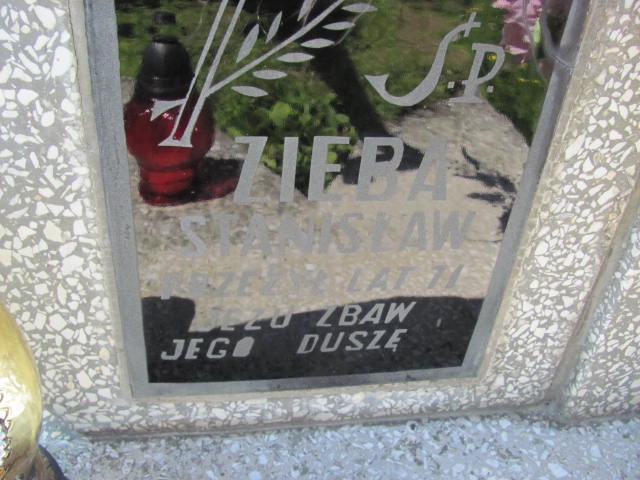 Ś.P.
ZIEBA
STANISŁAW
PRZEŻYŁ LAT 71
JEZU ZBAW
JEGO DUSZĘ